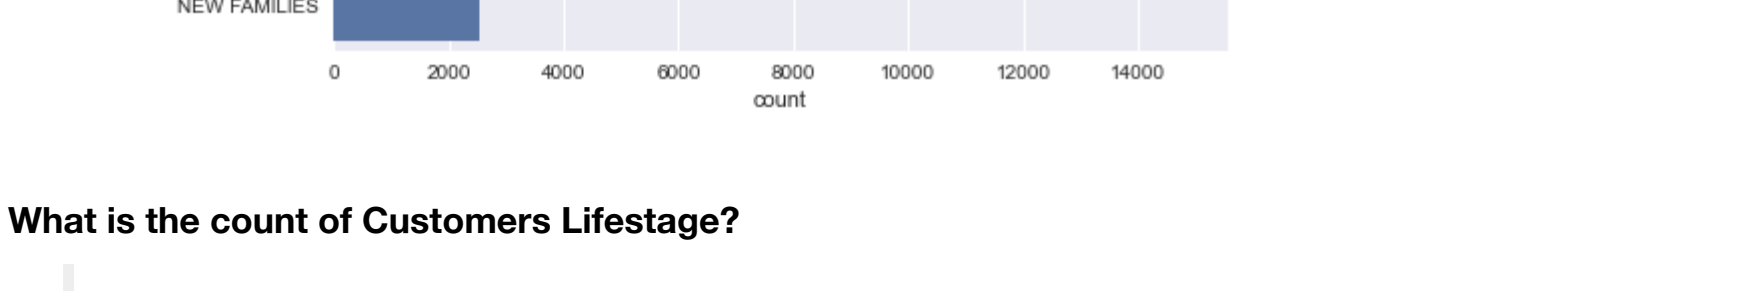 NEW FAMILIES
0 2000 4000 6000 8000 10000 12000 14000
count
What is the count of Customers Lifestage?